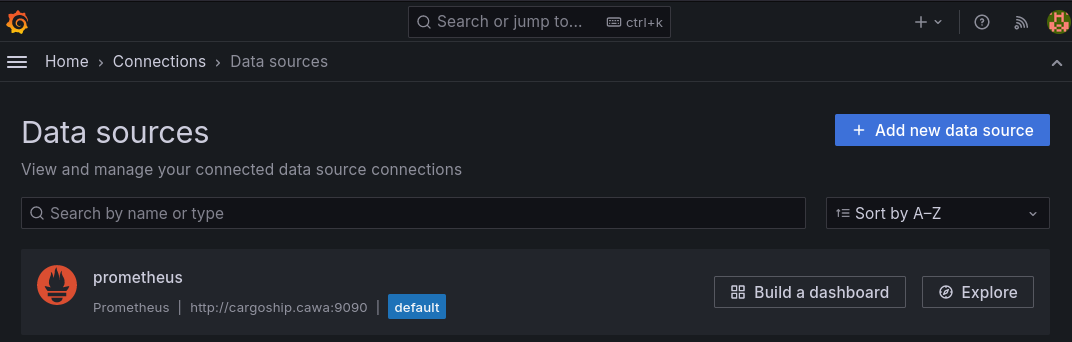 Search or jump to... ctrl+k
Home › Connections › Data sources
Data sources
+ Add new data source
View and manage your connected data source connections
Search by name or type
Sort by A–Z
prometheus
Prometheus | http://cargoship.cawa:9090 | default
Build a dashboard
Explore